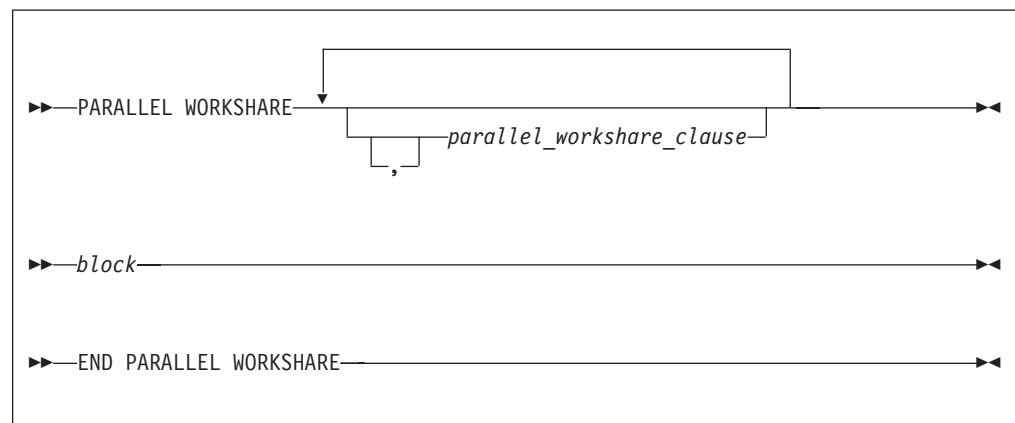 PARALLEL WORKSHARE
parallel_workshare_clause
,
block
END PARALLEL WORKSHARE